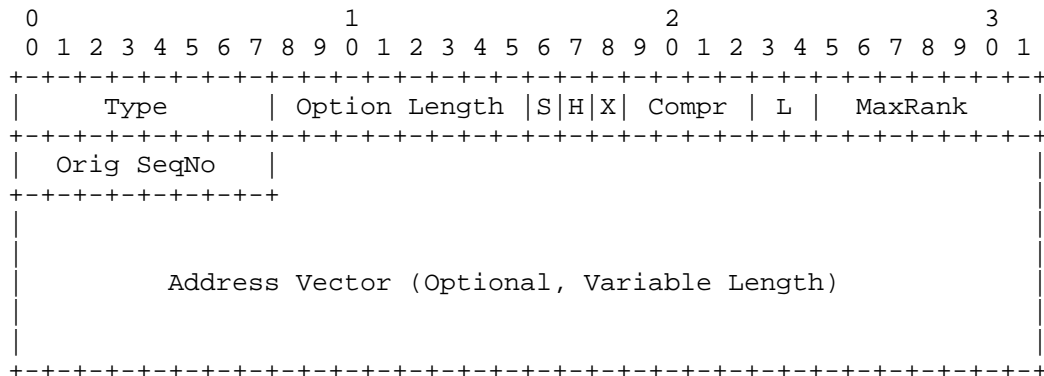 0                   1                   2                   3
 0 1 2 3 4 5 6 7 8 9 0 1 2 3 4 5 6 7 8 9 0 1 2 3 4 5 6 7 8 9 0 1
+-+-+-+-+-+-+-+-+-+-+-+-+-+-+-+-+-+-+-+-+-+-+-+-+-+-+-+-+-+-+-+-+
|     Type      | Option Length |S|H|X| Compr | L |   MaxRank     |
+-+-+-+-+-+-+-+-+-+-+-+-+-+-+-+-+-+-+-+-+-+-+-+-+-+-+-+-+-+-+-+-+
|  Orig SeqNo   |                                               |
+-+-+-+-+-+-+-+-+                                               |
|                                                               |
|                                                               |
|         Address Vector (Optional, Variable Length)            |
|                                                               |
|                                                               |
+-+-+-+-+-+-+-+-+-+-+-+-+-+-+-+-+-+-+-+-+-+-+-+-+-+-+-+-+-+-+-+-+